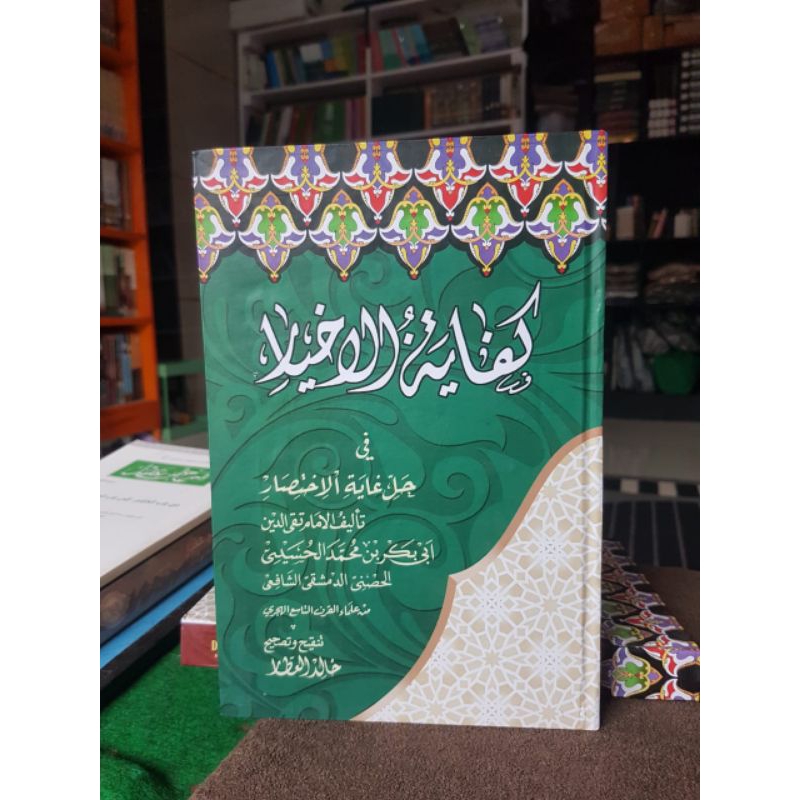 كفاية الاخيار
في
حل غاية الاختصار
تأليف الامام تقي الدين
ابي بكر بن محمد الحسيني
الحصني الدمشقي الشافعي
من علماء القرن التاسع الهجري
تنقيح وتصحيح
خالد العطار